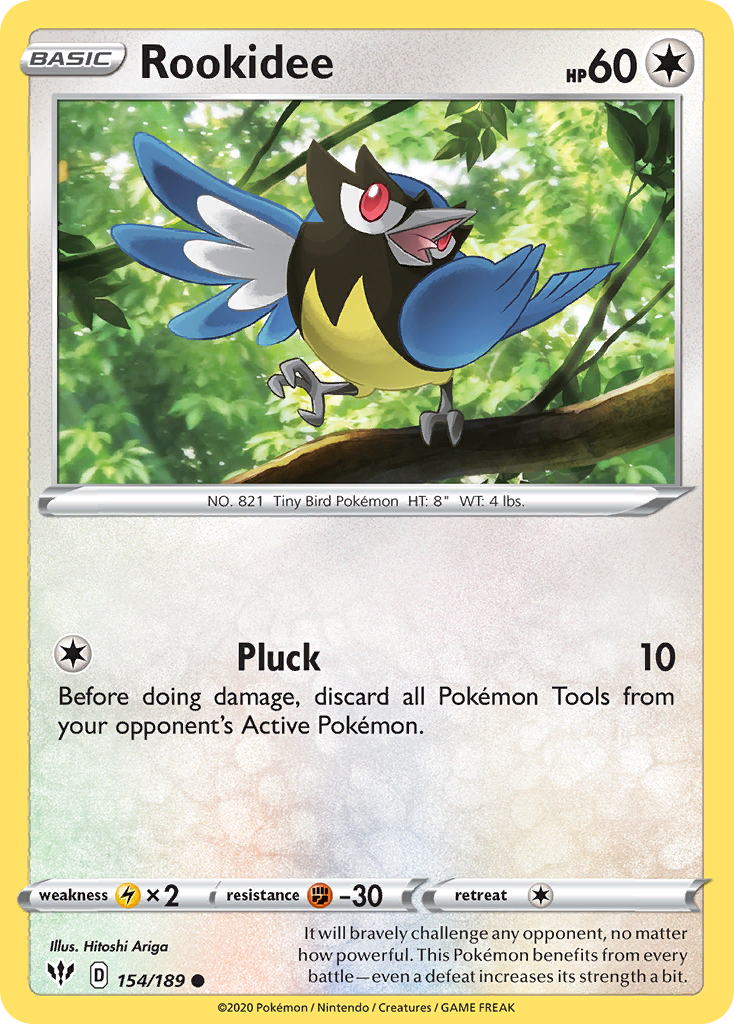 BASIC Rookidee HP60
NO. 821 Tiny Bird Pokémon HT: 8" WT: 4 lbs.
Pluck 10
Before doing damage, discard all Pokémon Tools from
your opponent's Active Pokémon.
weakness ×2 resistance -30 retreat
Illus. Hitoshi Ariga
D 154/189
It will bravely challenge any opponent, no matter
how powerful. This Pokémon benefits from every
battle—even a defeat increases its strength a bit.
©2020 Pokémon / Nintendo / Creatures / GAME FREAK